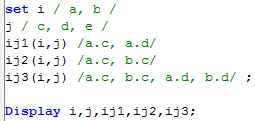 set i / a, b /
j / c, d, e /
ij1(i,j) /a.c, a.d/
ij2(i,j) /a.c, b.c/
ij3(i,j) /a.c, b.c, a.d, b.d/ ;
Display i,j,ij1,ij2,ij3;